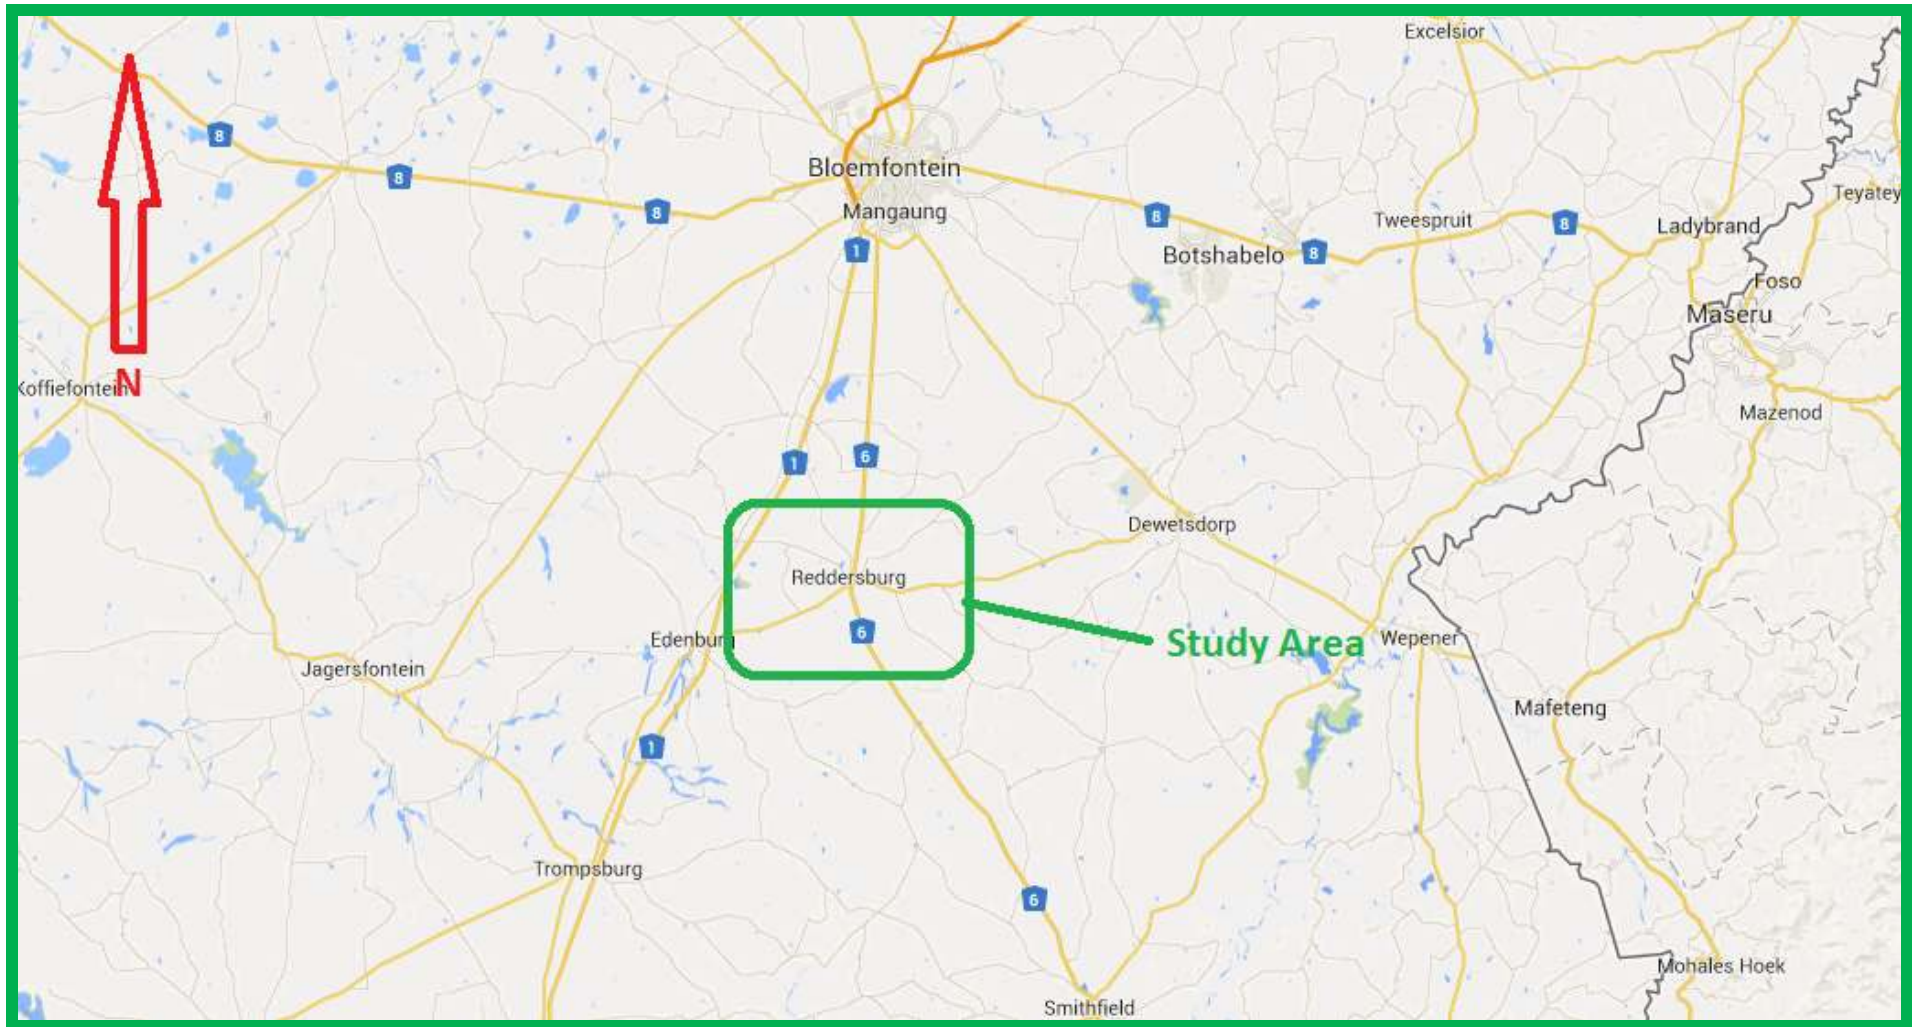 Excelsior
8
8
Bloemfontein
8
Mangaung
8
Tweespruit
8
Ladybrand
Teyatey
1
Botshabelo
8
Foso
Maseru
Koffiefontein
N
Mazenod
1
6
Dewetsdorp
Reddersburg
6
Edenburg
Study Area
Wepener
Jagersfontein
Mafeteng
1
Trompsburg
6
Mohales Hoek
Smithfield